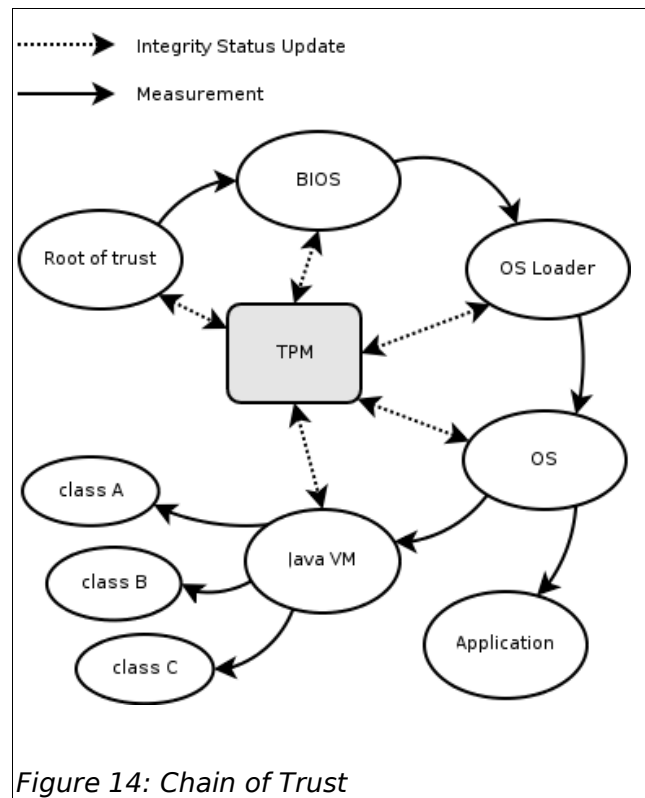 Integrity Status Update
Measurement
BIOS
Root of trust
OS Loader
TPM
OS
class A
Java VM
class B
Application
class C
Figure 14: Chain of Trust